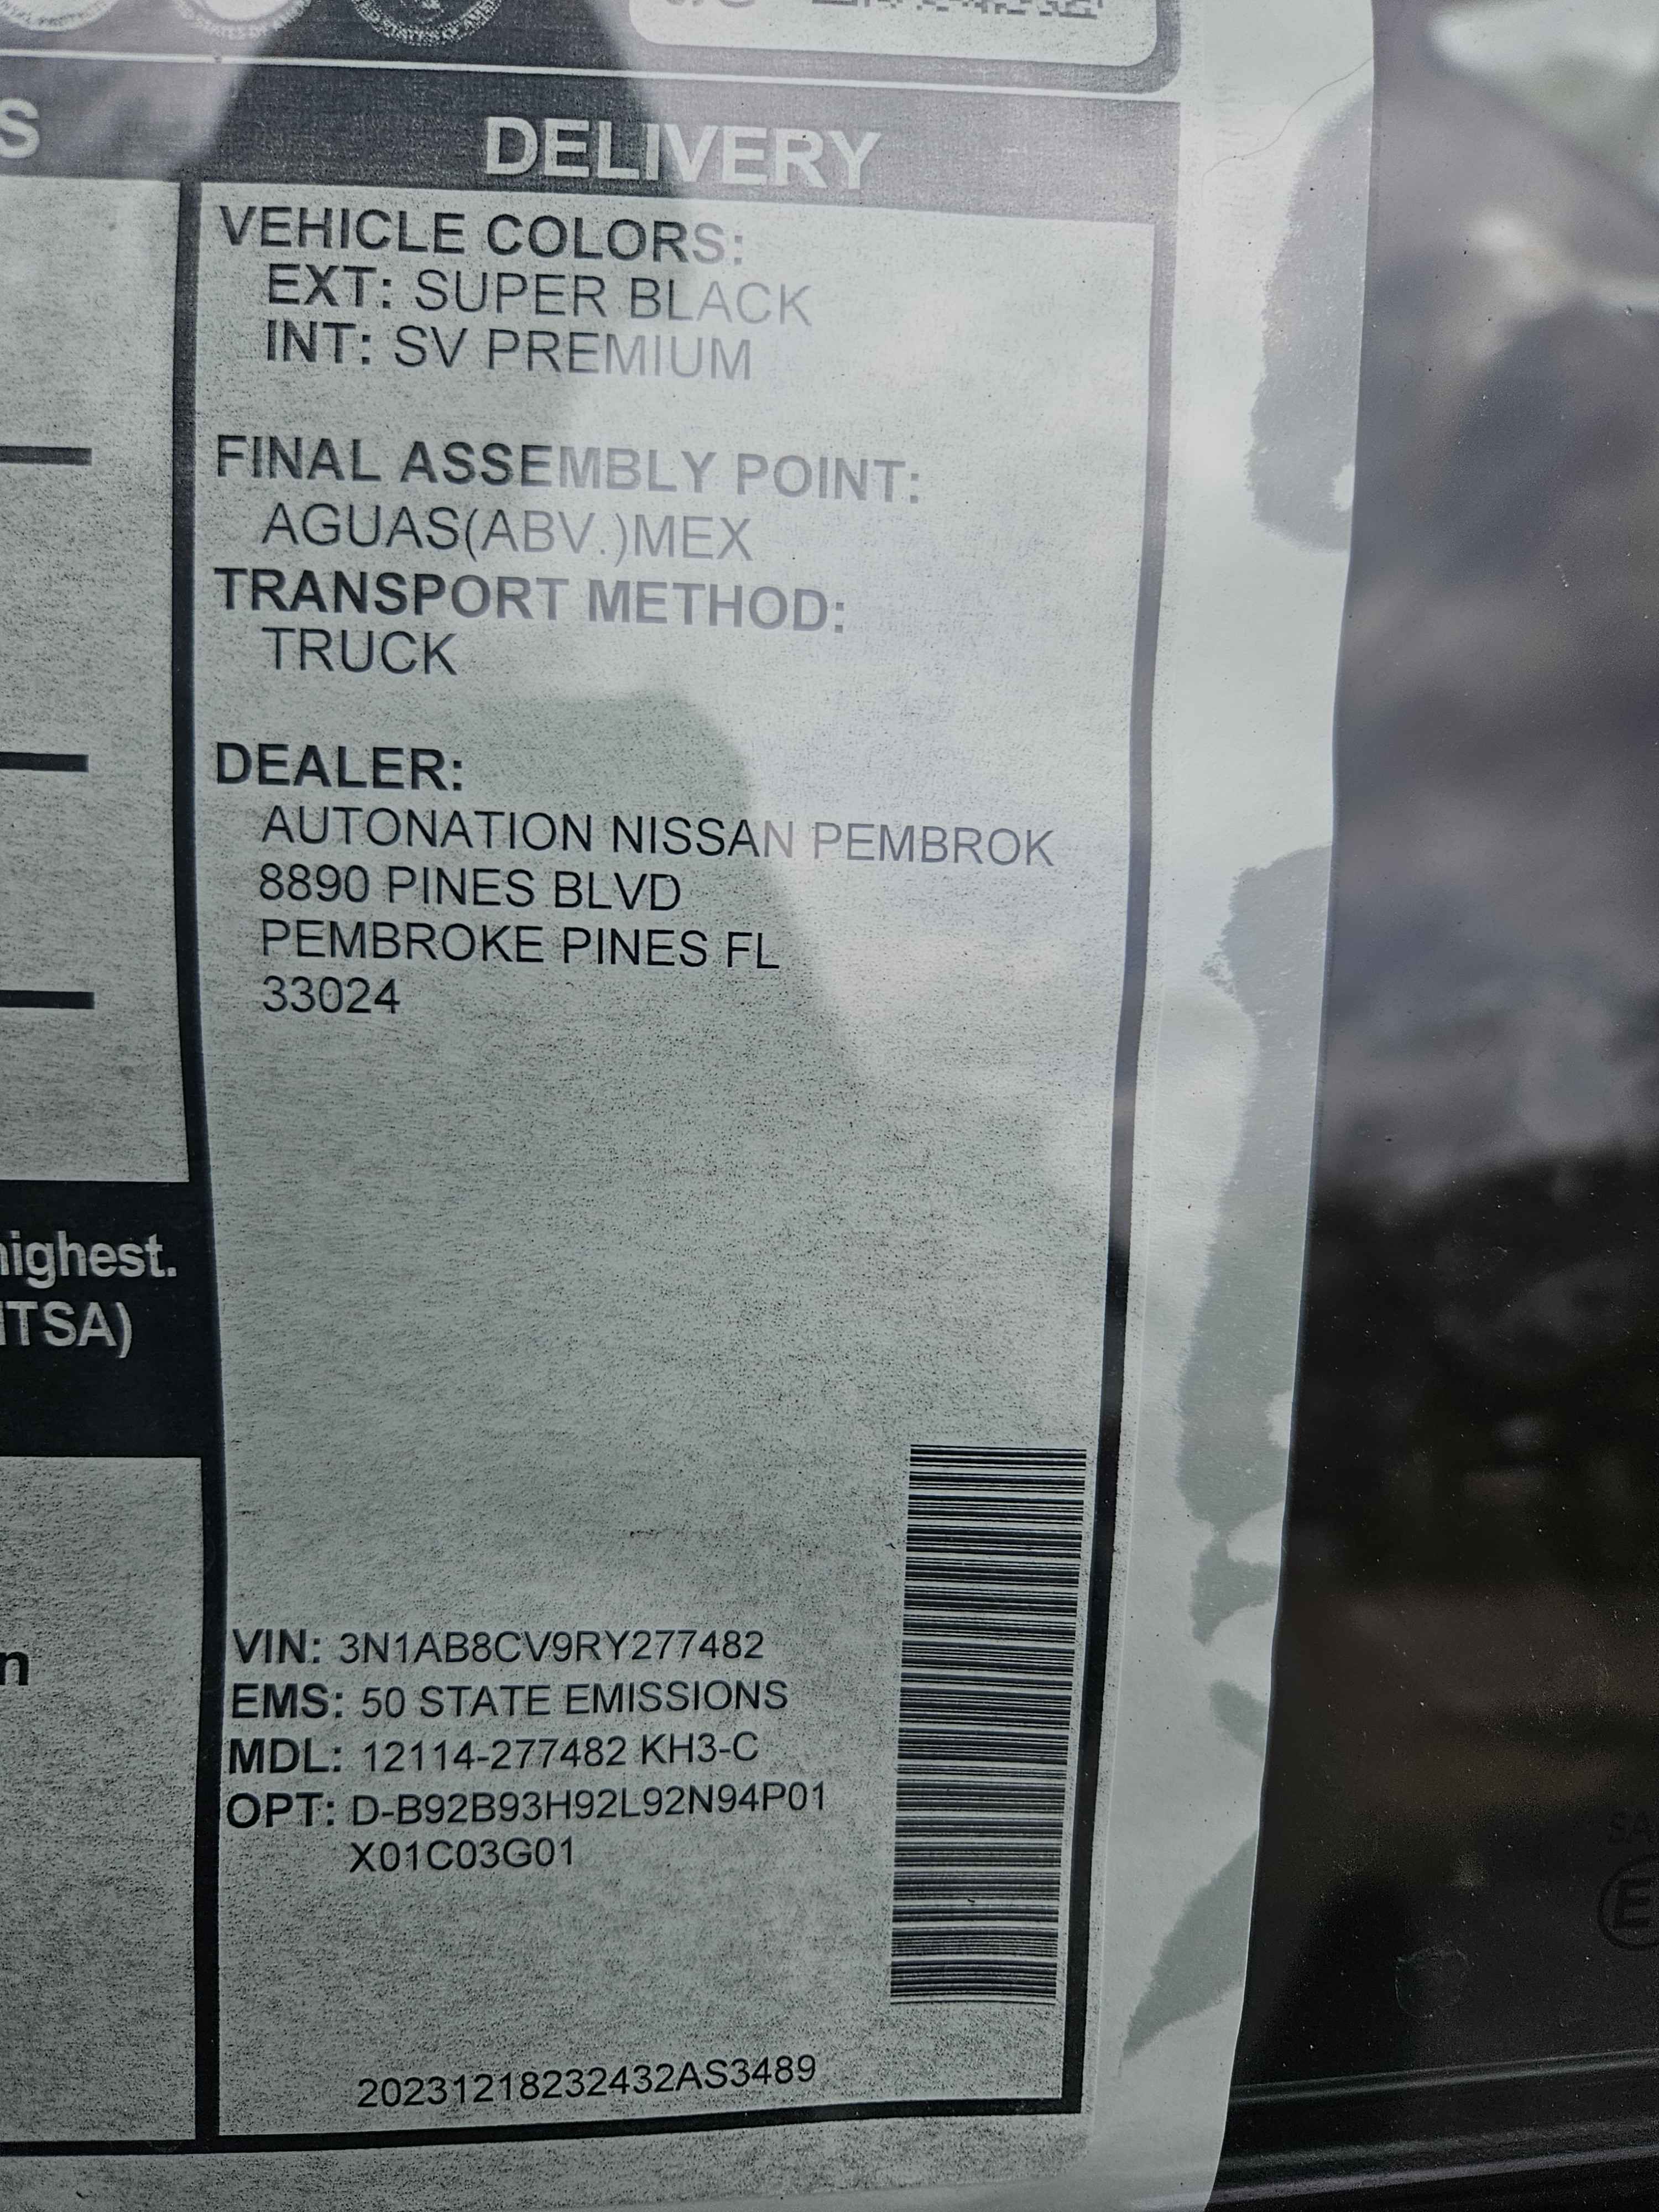 S
DELIVERY
VEHICLE COLORS:
EXT: SUPER BLACK
INT: SV PREMIUM
FINAL ASSEMBLY POINT:
AGUAS(ABV.)MEX
TRANSPORT METHOD:
TRUCK
DEALER:
AUTONATION NISSAN PEMBROK
8890 PINES BLVD
PEMBROKE PINES FL
33024
highest.
NTSA)
VIN: 3N1AB8CV9RY277482
n
EMS: 50 STATE EMISSIONS
MDL: 12114-277482 KH3-C
OPT: D-B92B93H92L92N94P01
X01C03G01
20231218232432AS3489